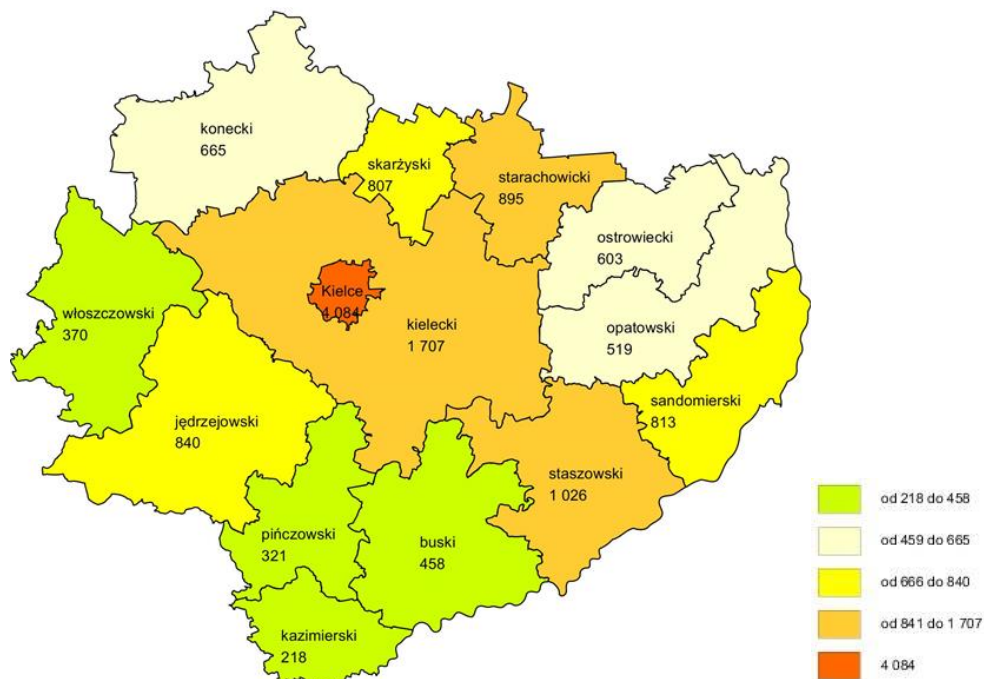 konecki
665
skarżyski
807
starachowicki
895
ostrowiecki
603
Kielce
4 084
włoszczowski
370
kielecki
1 707
opatowski
519
sandomierski
813
jędrzejowski
840
staszowski
1 026
pińczowski
321
buski
458
kazimierski
218
od 218 do 458
od 459 do 665
od 666 do 840
od 841 do 1 707
4 084